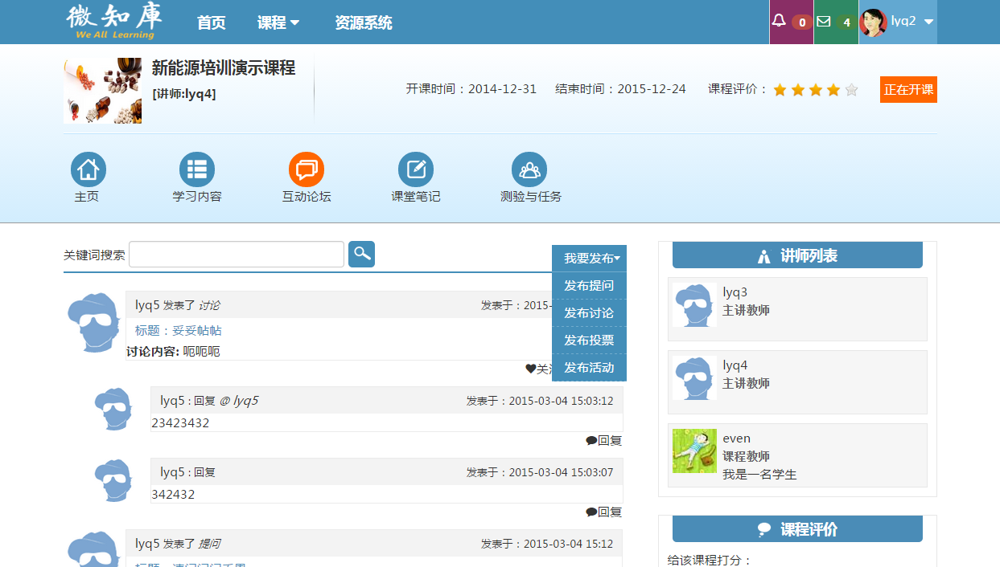 微知庫
We All Learning
首页
课程
资源系统
0
4
lyq2
新能源培训演示课程
[讲师:lyq4]
开课时间：2014-12-31
结束时间：2015-12-24
课程评价：
正在开课
主页
学习内容
互动论坛
课堂笔记
测验与任务
关键词搜索
我要发布
发布提问
发布讨论
发布投票
发布活动
lyq5 发表了 讨论
发表于：2015-
标题：妥妥帖帖
讨论内容: 呃呃呃
关注
lyq5 : 回复 @ lyq5
发表于：2015-03-04 15:03:12
23423432
回复
lyq5 : 回复
发表于：2015-03-04 15:03:07
342432
回复
lyq5 发表了 提问
发表于：2015-03-04 15:12
讲师列表
lyq3
主讲教师
lyq4
主讲教师
even
课程教师
我是一名学生
课程评价
给该课程打分：